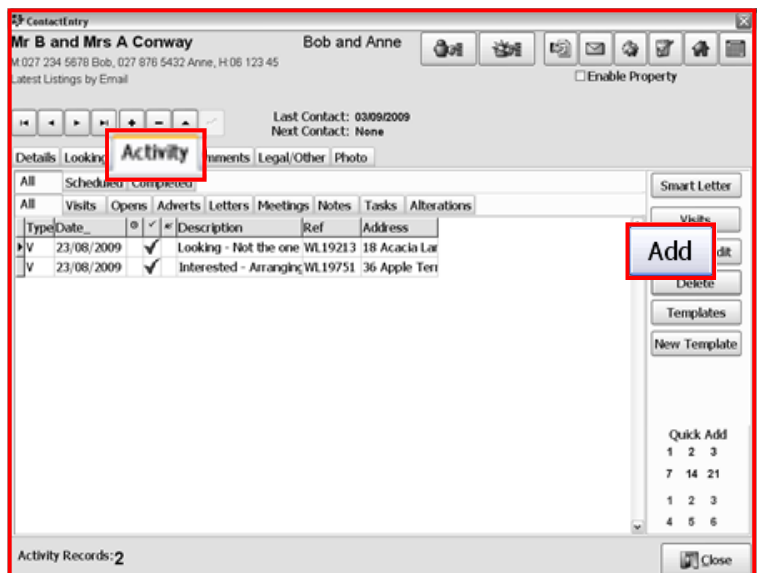 ContactEntry
Mr B and Mrs A Conway Bob and Anne
M:027 234 5678 Bob, 027 876 5432 Anne, H:06 123 45
Latest Listings by Email
Enable Property
Last Contact: 03/09/2009
Next Contact: None
Details Looking Activity mments Legal/Other Photo
All Scheduled Completed
All Visits Opens Adverts Letters Meetings Notes Tasks Alterations
Type Date_ Description Ref Address
V 23/08/2009 Looking - Not the one WL19213 18 Acacia Lar
V 23/08/2009 Interested - Arranging WL19751 36 Apple Terr
Smart Letter
Visits
Add dit
Delete
Templates
New Template
Quick Add
1 2 3
7 14 21
1 2 3
4 5 6
Activity Records:2
Close